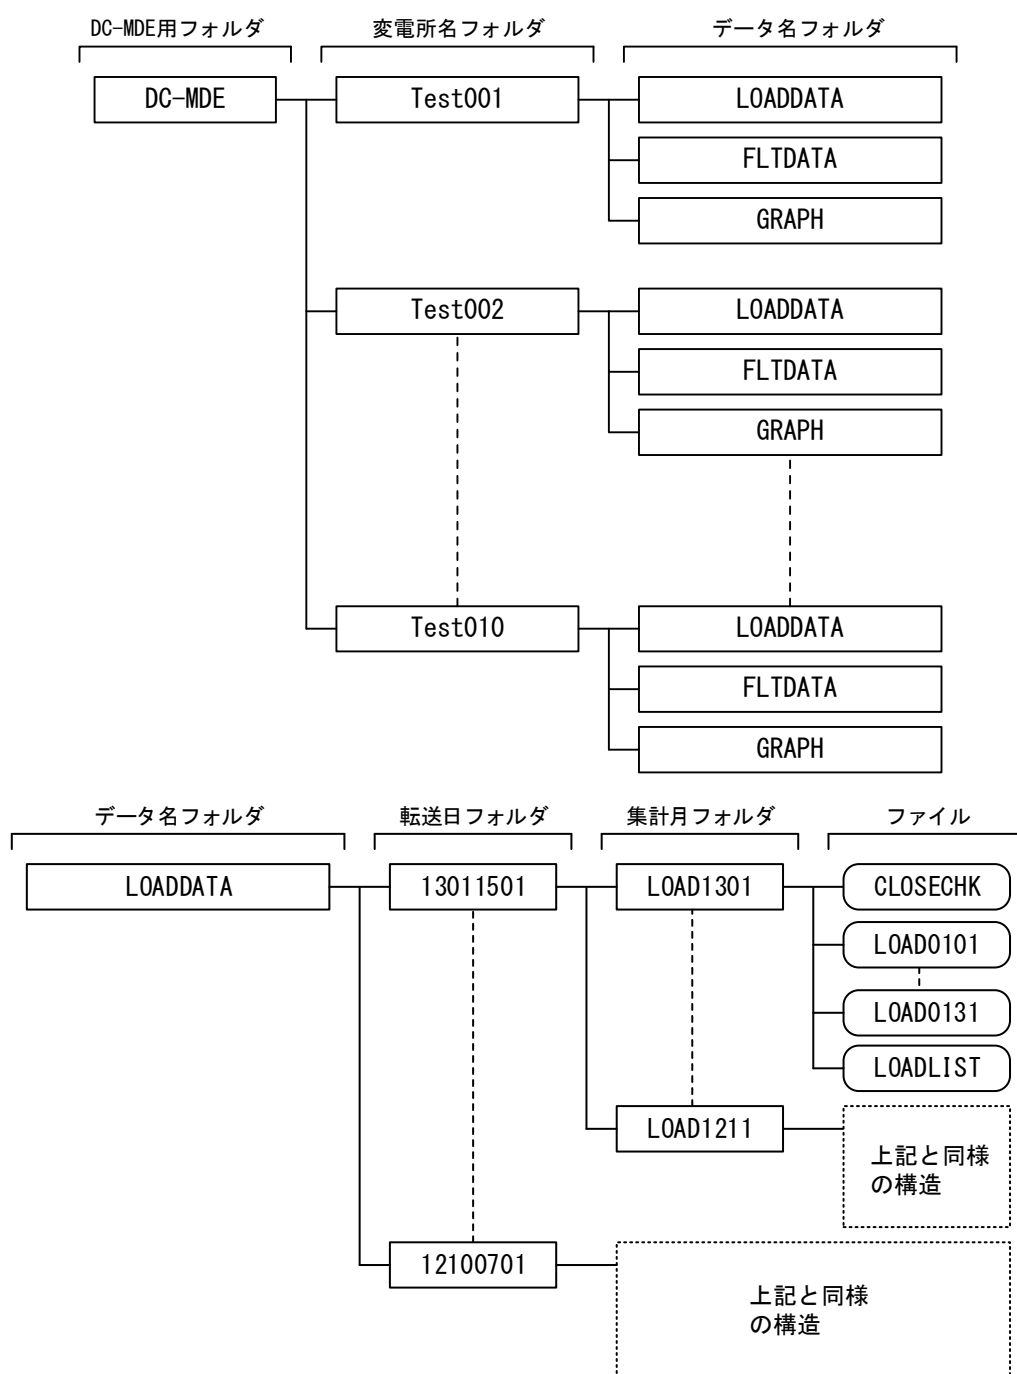 DC-MDE用フォルダ
変電所名フォルダ
データ名フォルダ
DC-MDE
Test001
LOADDATA
FLTDATA
GRAPH
Test002
LOADDATA
FLTDATA
GRAPH
Test010
LOADDATA
FLTDATA
GRAPH
データ名フォルダ
転送日フォルダ
集計月フォルダ
ファイル
LOADDATA
13011501
LOAD1301
CLOSECHK
LOAD0101
LOAD0131
LOADLIST
LOAD1211
上記と同様
の構造
12100701
上記と同様
の構造